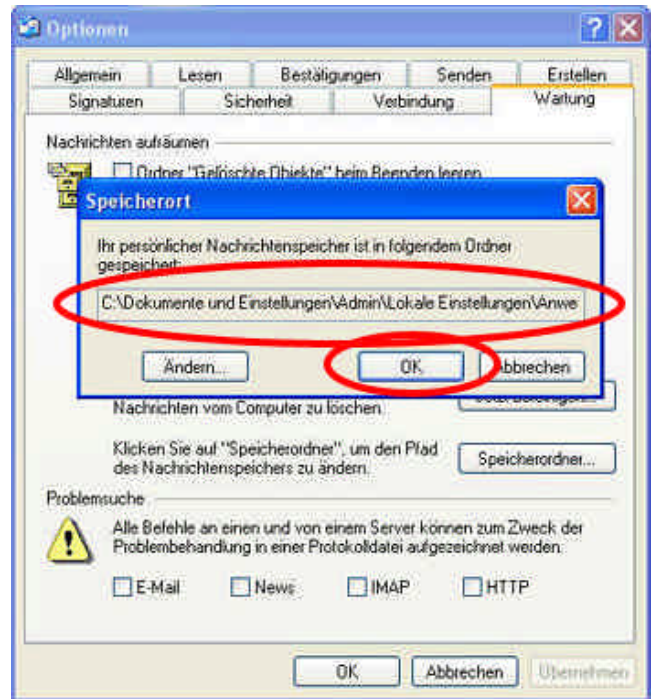 Optionen
Allgemein Lesen Bestätigungen Senden Erstellen
Signaturen Sicherheit Verbindung Wartung
Nachrichten aufräumen
Ordner "Gelöschte Objekte" beim Beenden leeren
Speicherort
Ihr persönlicher Nachrichtenspeicher ist in folgendem Ordner
gespeichert:
C:\Dokumente und Einstellungen\Admin\Lokale Einstellungen\Anwe
Ändern... OK Abbrechen
Nachrichten vom Computer zu löschen.
Klicken Sie auf "Speicherordner", um den Pfad
des Nachrichtenspeichers zu ändern.
Speicherordner...
Problemsuche
Alle Befehle an einen und von einem Server können zum Zweck der
Problembehandlung in einer Protokolldatei aufgezeichnet werden.
E-Mail News IMAP HTTP
OK Abbrechen Übernehmen